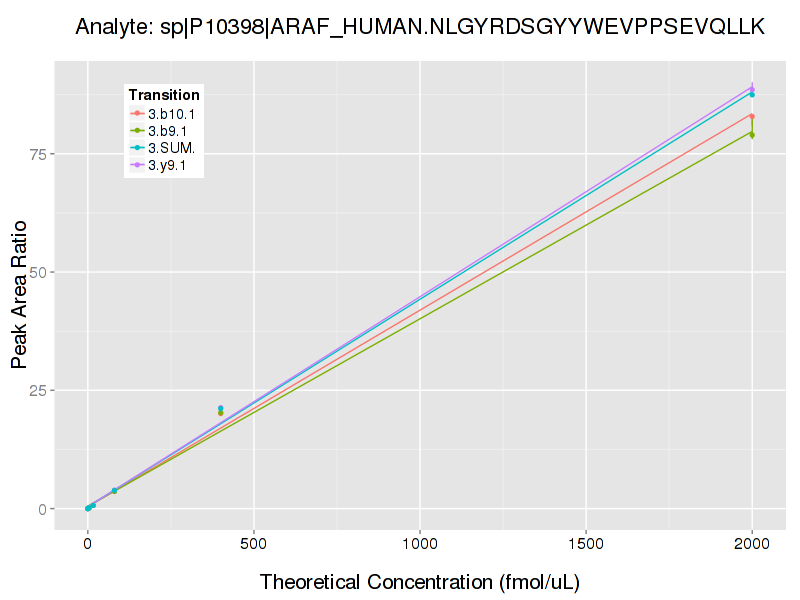 Analyte: sp|P10398|ARAF_HUMAN.NLGYRDSGYYWEVPPSEVQLLK
Transition
3.b10.1
3.b9.1
3.SUM.
3.y9.1
Peak Area Ratio
75
50
25
0
0 500 1000 1500 2000
Theoretical Concentration (fmol/uL)